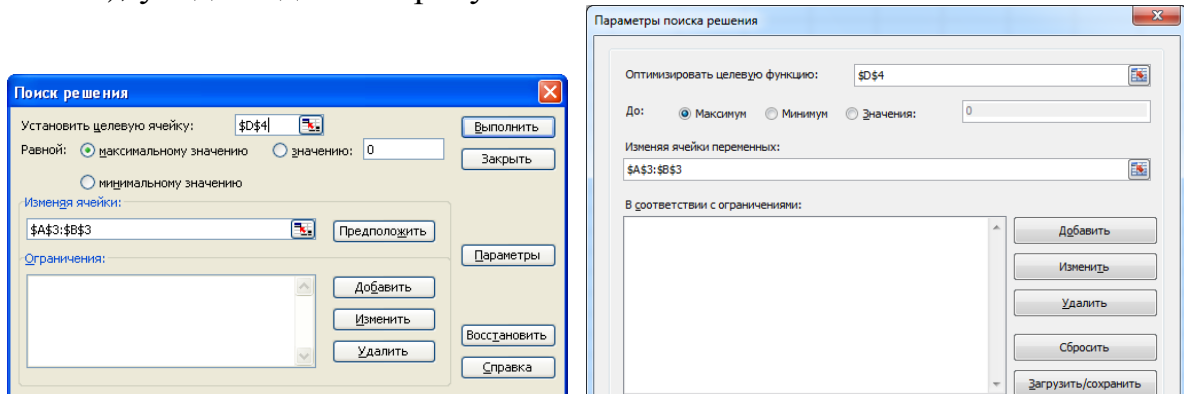 Поиск решения
Установить целевую ячейку: $D$4
Равной: максимальному значению значению: 0
минимальному значению
Изменяя ячейки:
$A$3:$B$3
Предположить
Ограничения:
Добавить
Изменить
Удалить
Выполнить
Закрыть
Параметры
Восстановить
Справка
Параметры поиска решения
Оптимизировать целевую функцию: $D$4
До: Максимум Минимум Значения: 0
Изменяя ячейки переменных:
$A$3:$B$3
В соответствии с ограничениями:
Добавить
Изменить
Удалить
Сбросить
Загрузить/сохранить